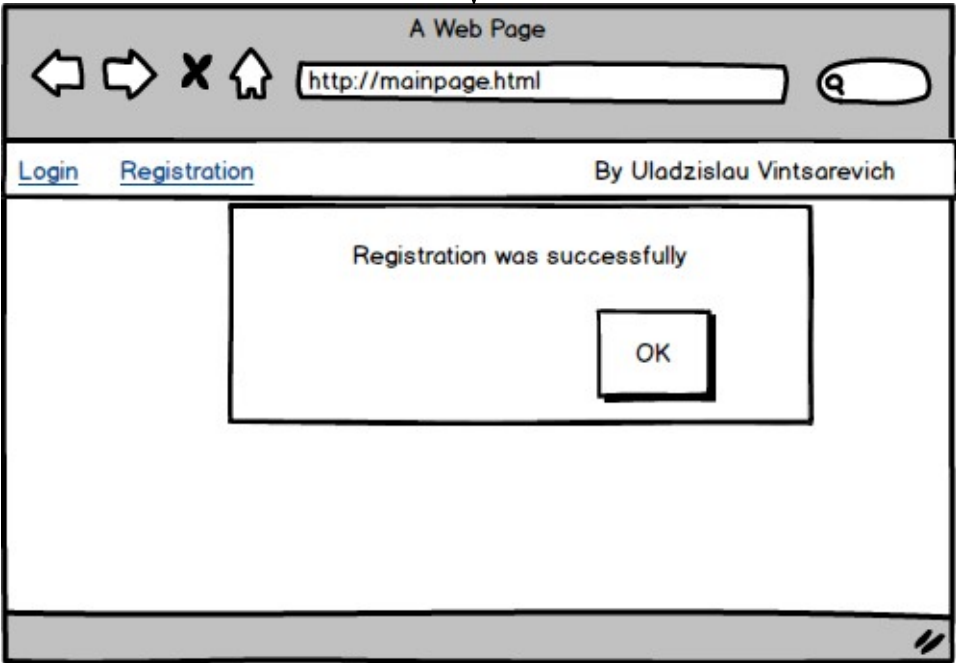 A Web Page
http://mainpage.html
Login Registration By Uladzislau Vintsarevich
Registration was successfully
OK